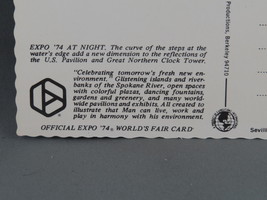 EXPO '74 AT NIGHT. The curve of the steps at the
water's edge add a new dimension to the reflections of
the U.S. Pavilion and Great Northern Clock Tower.
"Celebrating tomorrow's fresh new en-
vironment." Glistening islands and river-
banks of the Spokane River, open spaces
with colorful plazas, dancing fountains,
gardens and greenery, and many world-
wide pavilions and exhibits. All created to
illustrate that Man can live, work and
play in harmony with his environment.
OFFICIAL EXPO '74 WORLD'S FAIR CARD
Productions, Berkeley 94770